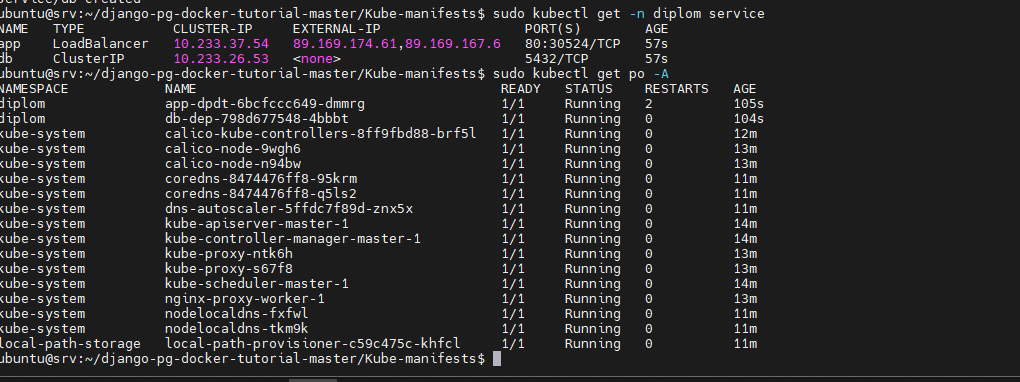 ubuntu@srv:~/django-pg-docker-tutorial-master/Kube-manifests$ sudo kubectl get -n diplom service
NAME TYPE CLUSTER-IP EXTERNAL-IP PORT(S) AGE
app LoadBalancer 10.233.37.54 89.169.174.61,89.169.167.6 80:30524/TCP 57s
db ClusterIP 10.233.26.53 <none> 5432/TCP 57s
ubuntu@srv:~/django-pg-docker-tutorial-master/Kube-manifests$ sudo kubectl get po -A
NAMESPACE NAME READY STATUS RESTARTS AGE
diplom app-dpdt-6bcfccc649-dmmrg 1/1 Running 2 105s
diplom db-dep-798d677548-4bbbt 1/1 Running 0 104s
kube-system calico-kube-controllers-8ff9fbd88-brf5l 1/1 Running 0 12m
kube-system calico-node-9wgh6 1/1 Running 0 13m
kube-system calico-node-n94bw 1/1 Running 0 13m
kube-system coredns-8474476ff8-95krm 1/1 Running 0 11m
kube-system coredns-8474476ff8-q5ls2 1/1 Running 0 11m
kube-system dns-autoscaler-5ffdc7f89d-znx5x 1/1 Running 0 11m
kube-system kube-apiserver-master-1 1/1 Running 0 14m
kube-system kube-controller-manager-master-1 1/1 Running 0 14m
kube-system kube-proxy-ntk6h 1/1 Running 0 13m
kube-system kube-proxy-s67f8 1/1 Running 0 13m
kube-system kube-scheduler-master-1 1/1 Running 0 14m
kube-system nginx-proxy-worker-1 1/1 Running 0 13m
kube-system nodelocaldns-fxfwl 1/1 Running 0 11m
kube-system nodelocaldns-tkm9k 1/1 Running 0 11m
local-path-storage local-path-provisioner-c59c475c-khfcl 1/1 Running 0 11m
ubuntu@srv:~/django-pg-docker-tutorial-master/Kube-manifests$